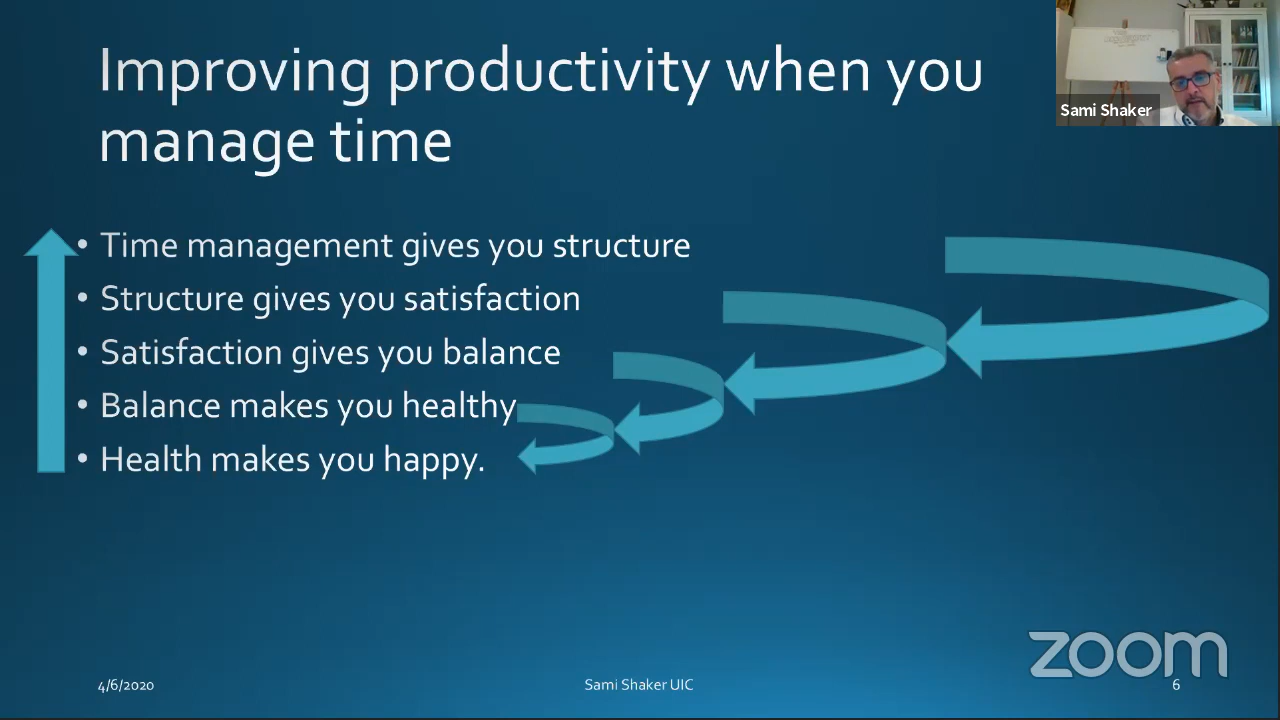 Improving productivity when you
manage time
Sami Shaker
• Time management gives you structure
• Structure gives you satisfaction
• Satisfaction gives you balance
• Balance makes you healthy
• Health makes you happy.
zoom
4/6/2020
Sami Shaker UIC
6